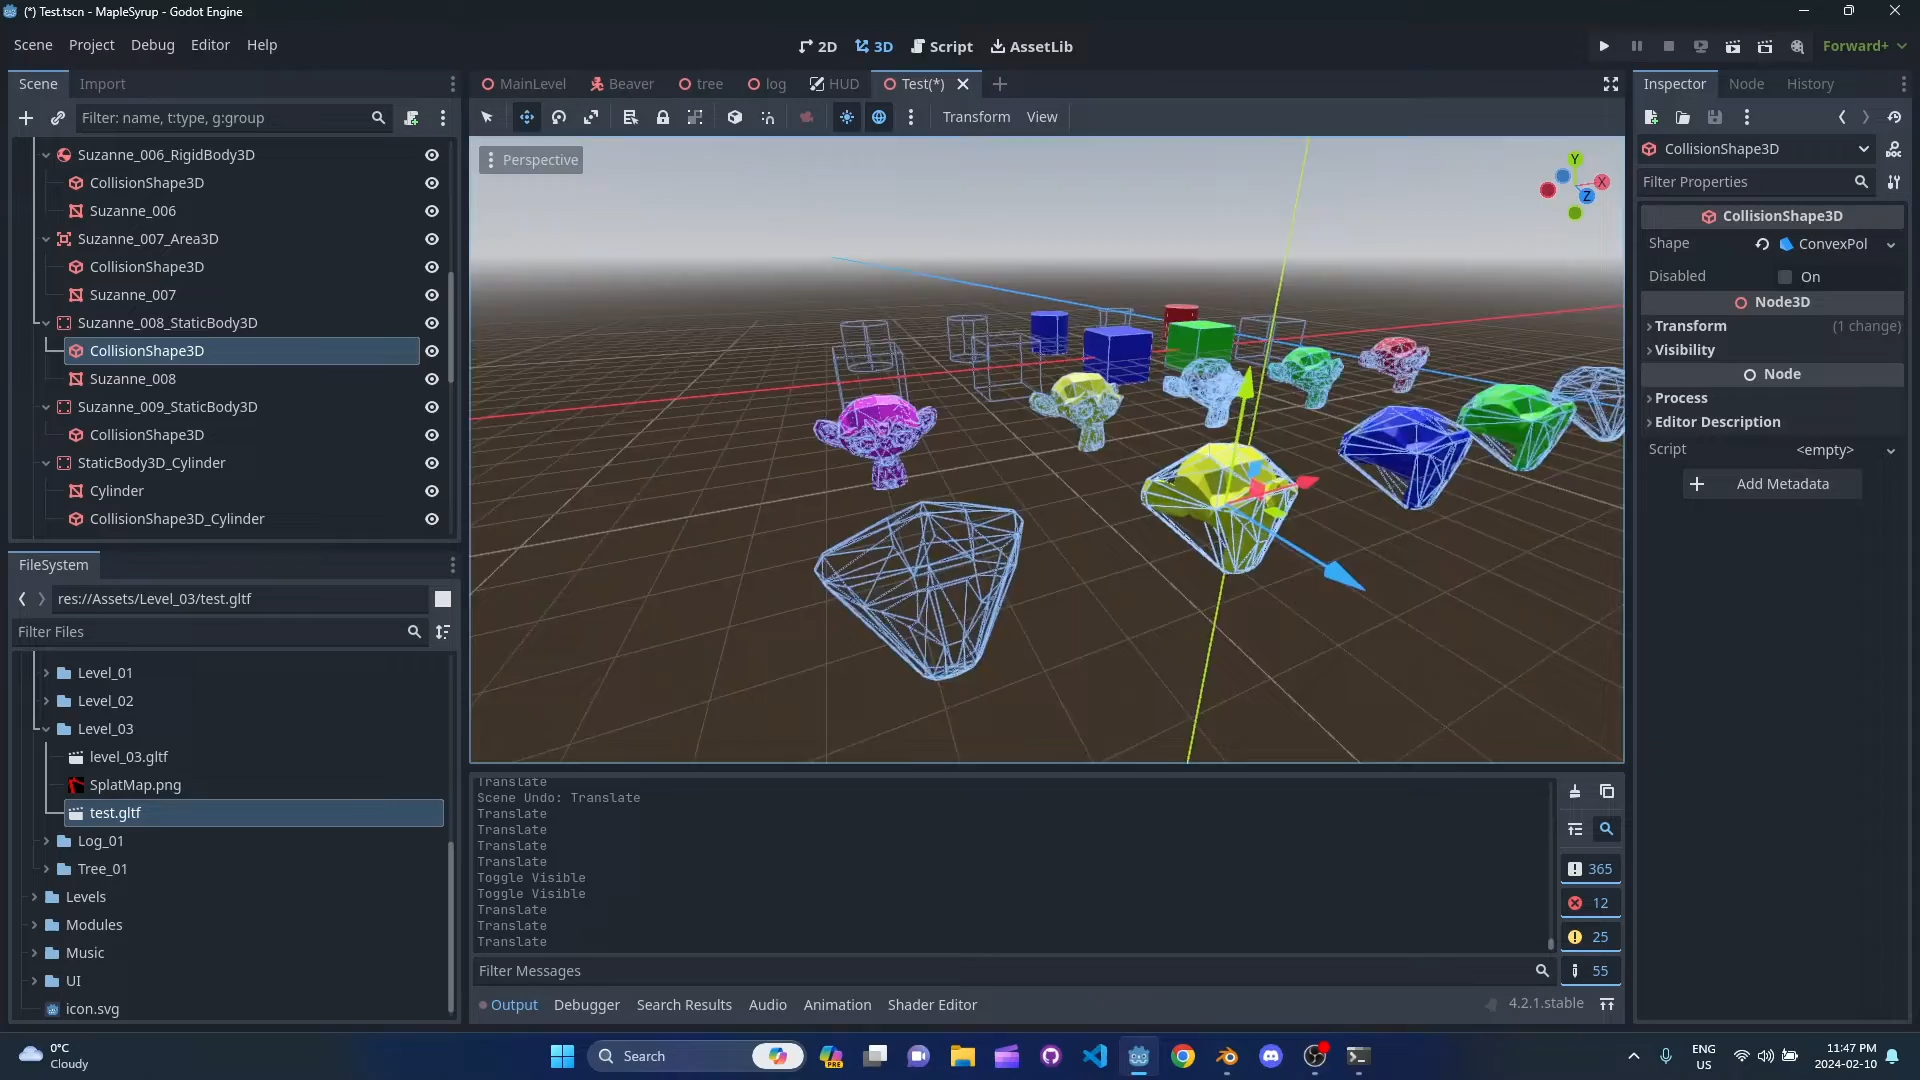 (*) Test.tscn - MapleSyrup - Godot Engine
Scene Project Debug Editor Help
2D 3D Script AssetLib
Forward+
Scene Import
MainLevel Beaver tree log HUD Test(*)
Inspector Node History
Filter: name, t:type, g:group
Transform View
Perspective
Y
X
Z
Suzanne_006_RigidBody3D
CollisionShape3D
Suzanne_006
Suzanne_007_Area3D
CollisionShape3D
Suzanne_007
Suzanne_008_StaticBody3D
CollisionShape3D
Suzanne_008
Suzanne_009_StaticBody3D
CollisionShape3D
StaticBody3D_Cylinder
Cylinder
CollisionShape3D_Cylinder
CollisionShape3D
Filter Properties
CollisionShape3D
Shape ConvexPol
Disabled On
Node3D
Transform (1 change)
Visibility
Node
Process
Editor Description
Script <empty>
Add Metadata
FileSystem
res://Assets/Level_03/test.gltf
Filter Files
Level_01
Level_02
Level_03
level_03.gltf
SplatMap.png
test.gltf
Log_01
Tree_01
Levels
Modules
Music
UI
icon.svg
Translate
Scene Undo: Translate
Translate
Translate
Translate
Translate
Toggle Visible
Toggle Visible
Translate
Translate
Translate
365
12
25
55
Filter Messages
Output Debugger Search Results Audio Animation Shader Editor
4.2.1.stable
0°C
Cloudy
Search
PRE
ENG
US
11:47 PM
2024-02-10